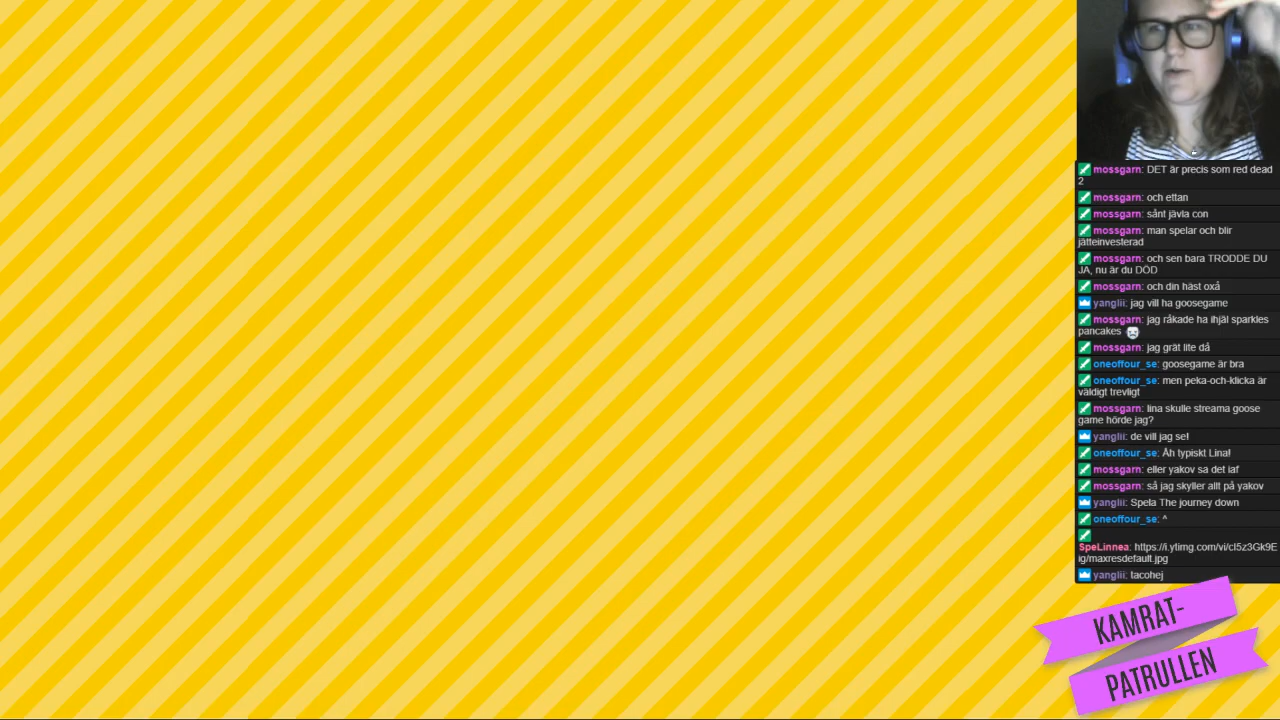 mossgarn: DET är precis som red dead
2
mossgarn: och ettan
mossgarn: sånt jävla con
mossgarn: man spelar och blir
jätteinvesterad
mossgarn: och sen bara TRODDE DU
JA, nu är du DÖD
mossgarn: och din häst oxå
yanglii: jag vill ha goosegame
mossgarn: jag råkade ha ihjäl sparkles
pancakes
mossgarn: jag grät lite då
oneoffour_se: goosegame är bra
oneoffour_se: men peka-och-klicka är
väldigt trevligt
mossgarn: lina skulle streama goose
game hörde jag?
yanglii: de vill jag se!
oneoffour_se: Åh typiskt Lina!
mossgarn: eller yakov sa det iaf
mossgarn: så jag skyller allt på yakov
yanglii: Spela The journey down
oneoffour_se: ^
SpeLinnea: https://i.ytimg.com/vi/cI5z3Gk9E
ig/maxresdefault.jpg
yanglii: tacohej
KAMRAT-
PATRULLEN